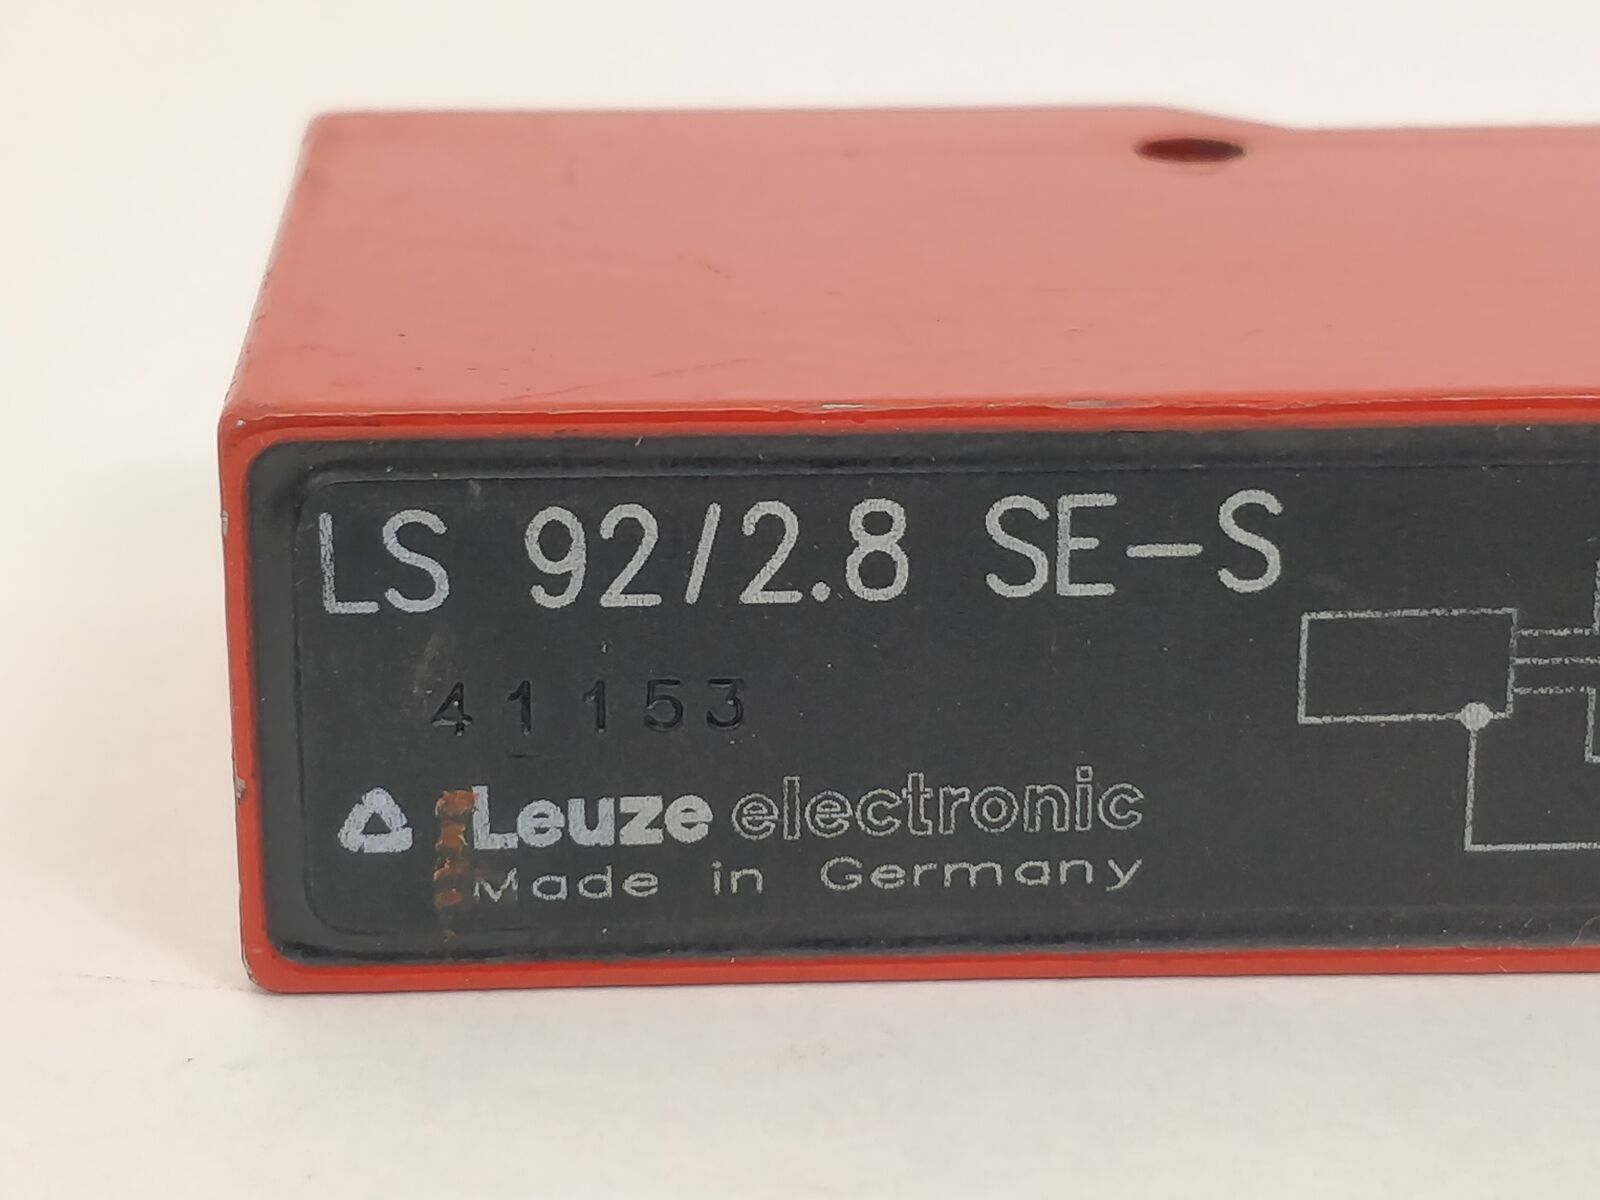 LS 92/2.8 SE-S
41153
Leuze electronic
Made in Germany